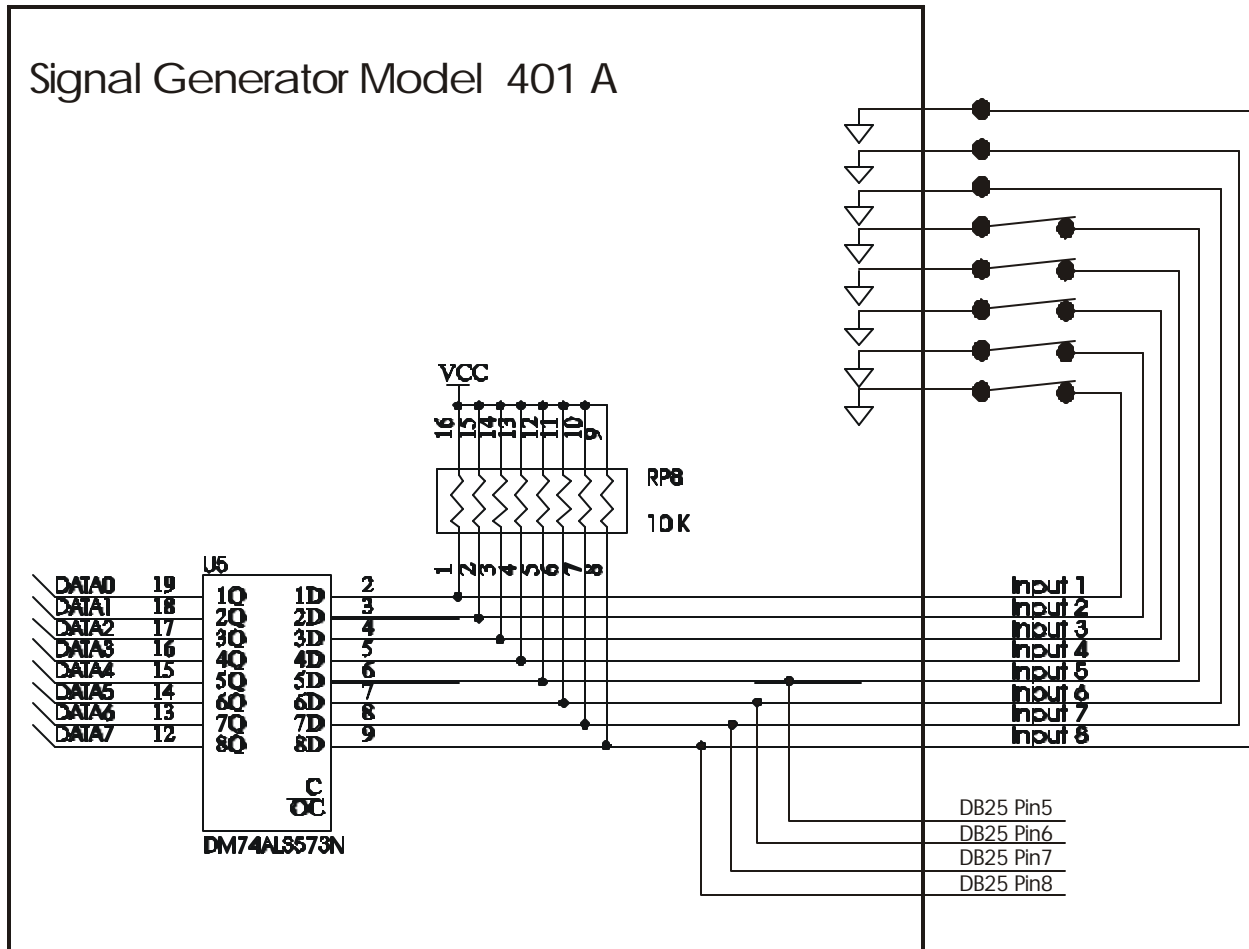 Signal Generator Model 401 A
VCC
16 15 14 13 12 11 10 9
RP8
10K
1 2 3 4 5 6 7 8
U5
DATA0 19 1Q 1D 2 Input 1
DATA1 18 2Q 2D 3 Input 2
DATA2 17 3Q 3D 4 Input 3
DATA3 16 4Q 4D 5 Input 4
DATA4 15 5Q 5D 6 Input 5
DATA5 14 6Q 6D 7 Input 6
DATA6 13 7Q 7D 8 Input 7
DATA7 12 8Q 8D 9 Input 8
C
OC
DM74ALS573N
DB25 Pin5
DB25 Pin6
DB25 Pin7
DB25 Pin8